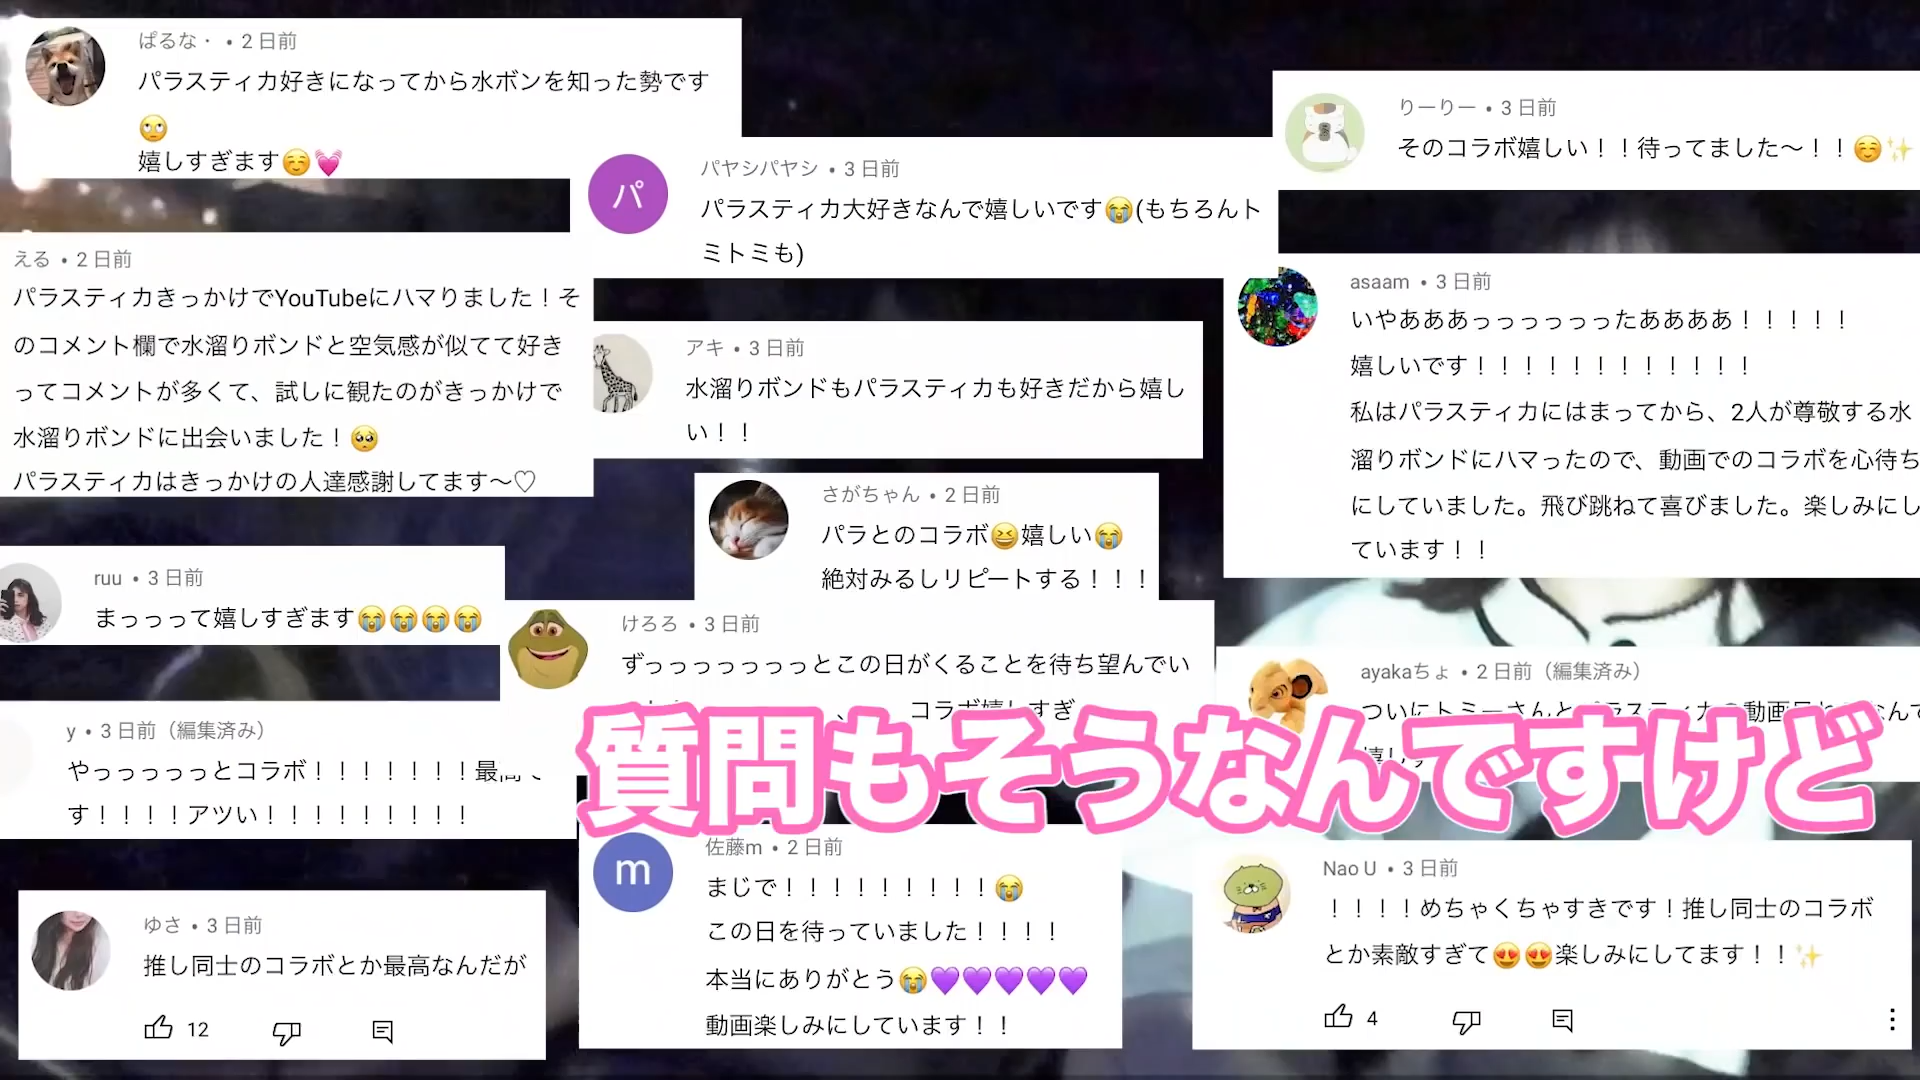 ぱるな・ • 2 日前
パラスティカ好きになってから水ボンを知った勢です
🙄
嬉しすぎます☺️💓
パヤシパヤシ • 3 日前
パ
パラスティカ大好きなんで嬉しいです😭(もちろんト
ミトミも)
りーりー • 3 日前
そのコラボ嬉しい！！待ってました〜！！☺️✨
える • 2 日前
パラスティカきっかけでYouTubeにハマりました！そ
のコメント欄で水溜りボンドと空気感が似てて好き
ってコメントが多くて、試しに観たのがきっかけで
水溜りボンドに出会いました！🥺
パラスティカはきっかけの人達感謝してます〜♡
アキ • 3 日前
水溜りボンドもパラスティカも好きだから嬉し
い！！
asaam • 3 日前
いやあああっっっっっったああああ！！！！！
嬉しいです！！！！！！！！！！！！
私はパラスティカにはまってから、2人が尊敬する水
溜りボンドにハマったので、動画でのコラボを心待ち
にしていました。飛び跳ねて喜びました。楽しみにし
ています！！
さがちゃん • 2 日前
パラとのコラボ😆嬉しい😭
絶対みるしリピートする！！！
ruu • 3 日前
まっっって嬉しすぎます😭😭😭😭
けろろ • 3 日前
ずっっっっっっっとこの日がくることを待ち望んでい
コラボ嬉しすぎ
ayakaちょ • 2 日前（編集済み）
ついにトミーさんと
y • 3 日前（編集済み）
やっっっっっとコラボ！！！！！！！最高で
す！！！！アツい！！！！！！！！！
質問もそうなんですけど
佐藤m • 2 日前
m
まじで！！！！！！！！！😭
この日を待っていました！！！！
本当にありがとう😭💜💜💜💜💜
動画楽しみにしています！！
Nao U • 3 日前
！！！！めちゃくちゃすきです！推し同士のコラボ
とか素敵すぎて😍😍楽しみにしてます！！✨
4
ゆさ • 3 日前
推し同士のコラボとか最高なんだが
12